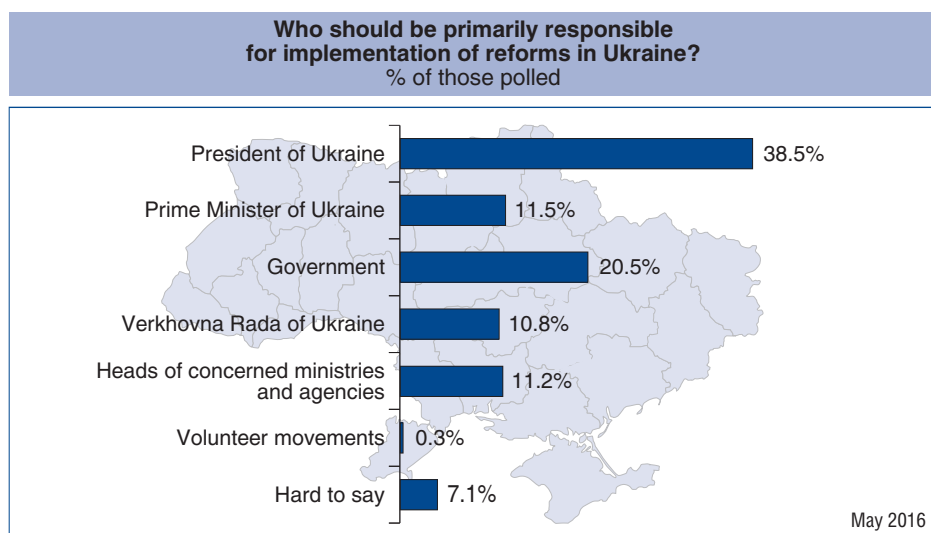 Who should be primarily responsible
for implementation of reforms in Ukraine?
% of those polled
President of Ukraine 38.5%
Prime Minister of Ukraine 11.5%
Government 20.5%
Verkhovna Rada of Ukraine 10.8%
Heads of concerned ministries
and agencies 11.2%
Volunteer movements 0.3%
Hard to say 7.1%
May 2016